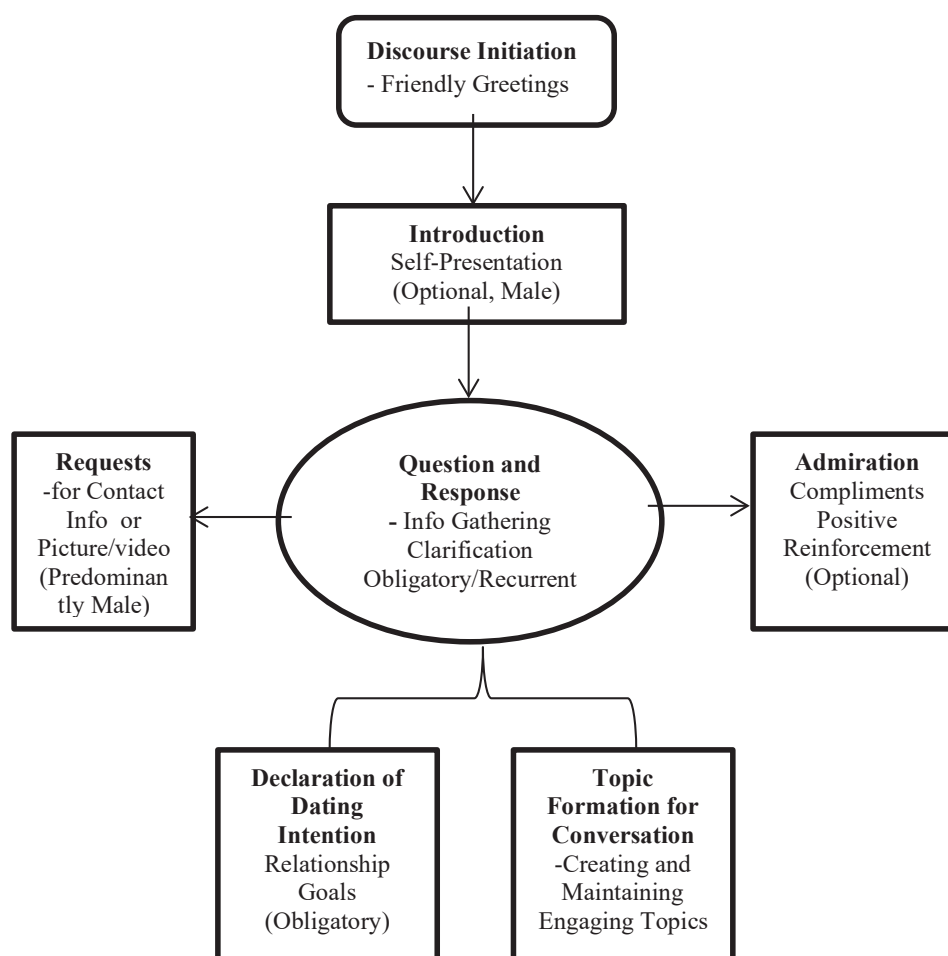 Discourse Initiation
- Friendly Greetings
Introduction
Self-Presentation
(Optional, Male)
Requests
-for Contact
Info or
Picture/video
(Predominan
tly Male)
Question and
Response
- Info Gathering
Clarification
Obligatory/Recurrent
Admiration
Compliments
Positive
Reinforcement
(Optional)
Declaration of
Dating
Intention
Relationship
Goals
(Obligatory)
Topic
Formation for
Conversation
-Creating and
Maintaining
Engaging Topics